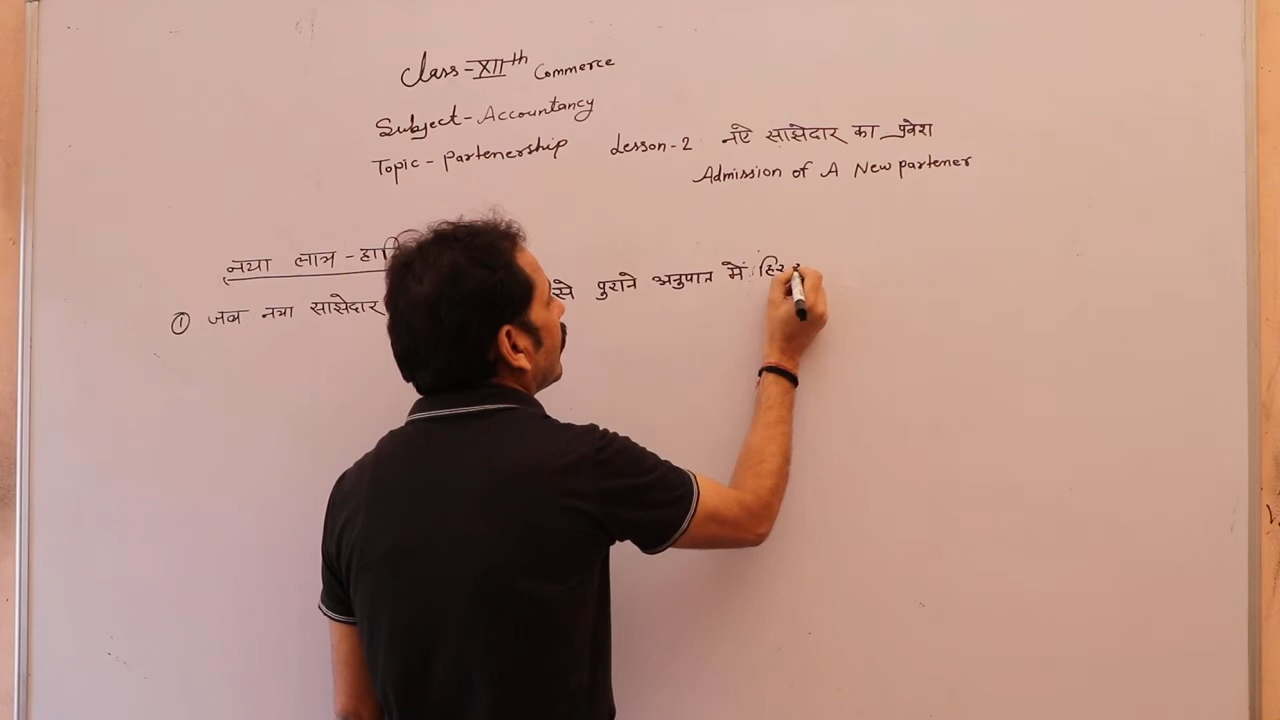 Class-XIIth Commerce
Subject-Accountancy
Topic-Partenership Lesson-2 नऐ साझेदार का प्रवेश
Admission of A New partener
नया लाभ-हा
① जब नया साझेदार से पुराने अनुपात में